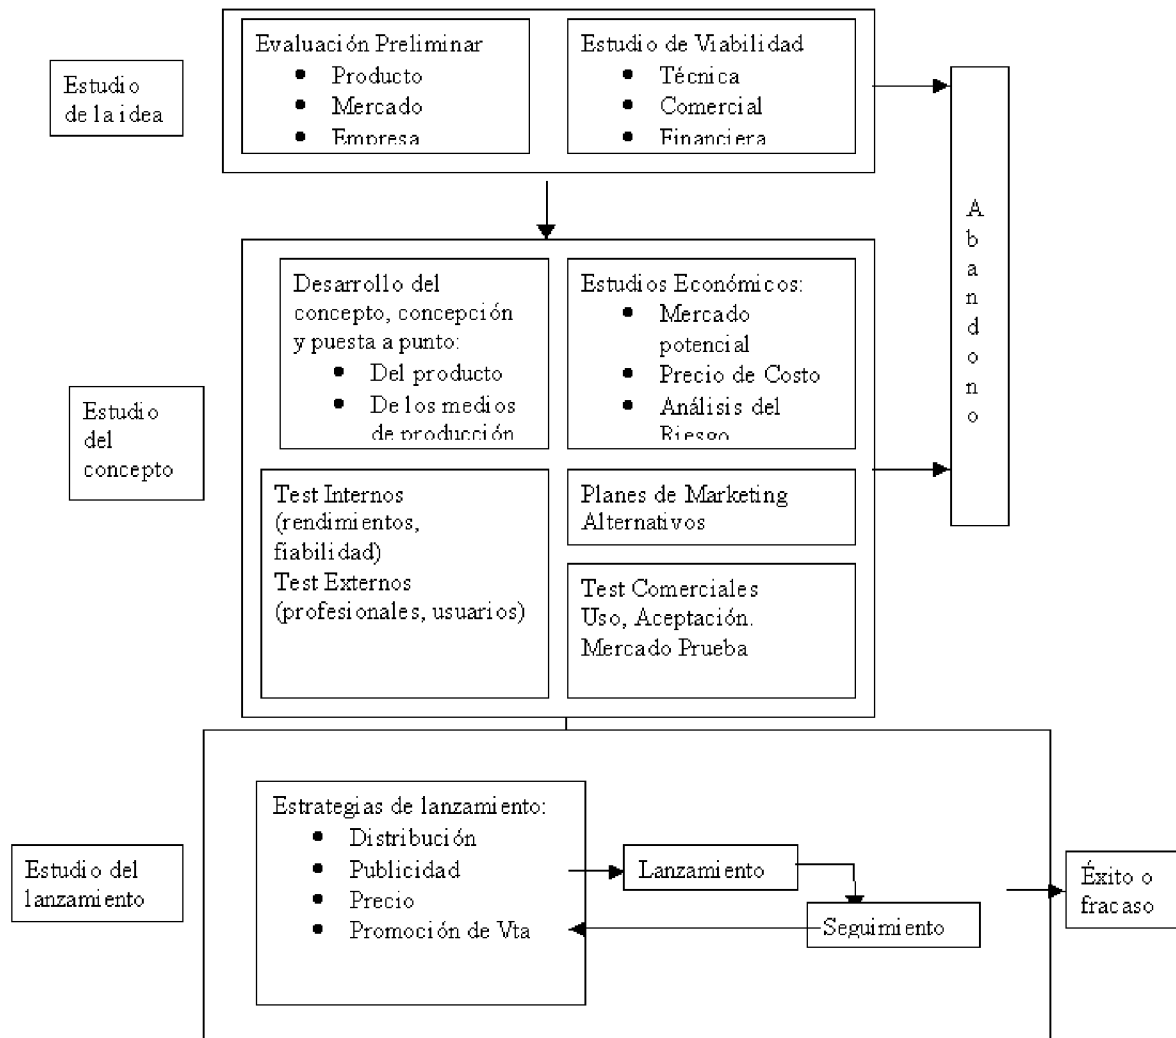 Estudio
de la idea
Evaluación Preliminar
• Producto
• Mercado
• Empresa
Estudio de Viabilidad
• Técnica
• Comercial
• Financiera
A
b
a
n
d
o
n
o
Estudio
del
concepto
Desarrollo del
concepto, concepción
y puesta a punto:
• Del producto
• De los medios
de producción
Estudios Económicos:
• Mercado
potencial
• Precio de Costo
• Análisis del
Riesgo
Test Internos
(rendimientos,
fiabilidad)
Test Externos
(profesionales, usuarios)
Planes de Marketing
Alternativos
Test Comerciales
Uso, Aceptación.
Mercado Prueba
Estudio del
lanzamiento
Estrategias de lanzamiento:
• Distribución
• Publicidad
• Precio
• Promoción de Vta
Lanzamiento
Seguimiento
Éxito o
fracaso